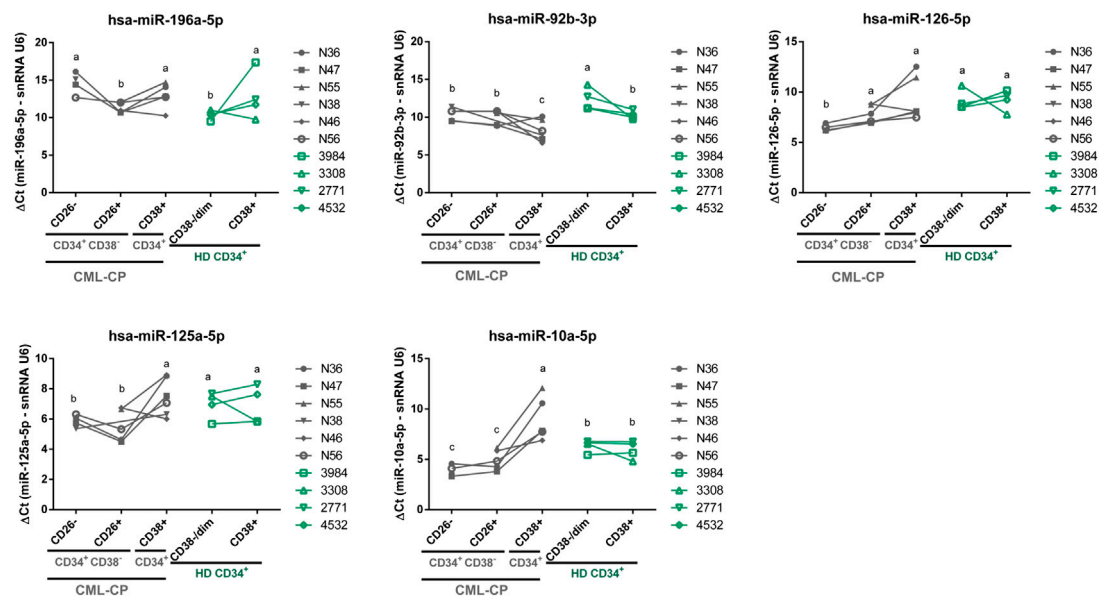 hsa-miR-196a-5p
ΔCt (miR-196a-5p - snRNA U6)
20
15
10
5
0
a
b
a
b
a
CD26-
CD26+
CD38+
CD38-/dim
CD38+
CD34⁺ CD38⁻
CD34⁺
HD CD34⁺
CML-CP
N36
N47
N55
N38
N46
N56
3984
3308
2771
4532
hsa-miR-92b-3p
ΔCt (miR-92b-3p - snRNA U6)
20
15
10
5
0
b
b
c
a
b
CD26-
CD26+
CD38+
CD38-/dim
CD38+
CD34⁺ CD38⁻
CD34⁺
HD CD34⁺
CML-CP
N36
N47
N55
N38
N46
N56
3984
3308
2771
4532
hsa-miR-126-5p
ΔCt (miR-126-5p - snRNA U6)
15
10
5
0
b
a
a
a
a
CD26-
CD26+
CD38+
CD38-/dim
CD38+
CD34⁺ CD38⁻
CD34⁺
HD CD34⁺
CML-CP
N36
N47
N55
N38
N46
N56
3984
3308
2771
4532
hsa-miR-125a-5p
ΔCt (miR-125a-5p - snRNA U6)
10
8
6
4
2
0
b
b
a
a
a
CD26-
CD26+
CD38+
CD38-/dim
CD38+
CD34⁺ CD38⁻
CD34⁺
HD CD34⁺
CML-CP
N36
N47
N55
N38
N46
N56
3984
3308
2771
4532
hsa-miR-10a-5p
ΔCt (miR-10a-5p - snRNA U6)
15
10
5
0
c
c
a
b
b
CD26-
CD26+
CD38+
CD38-/dim
CD38+
CD34⁺ CD38⁻
CD34⁺
HD CD34⁺
CML-CP
N36
N47
N55
N38
N46
N56
3984
3308
2771
4532